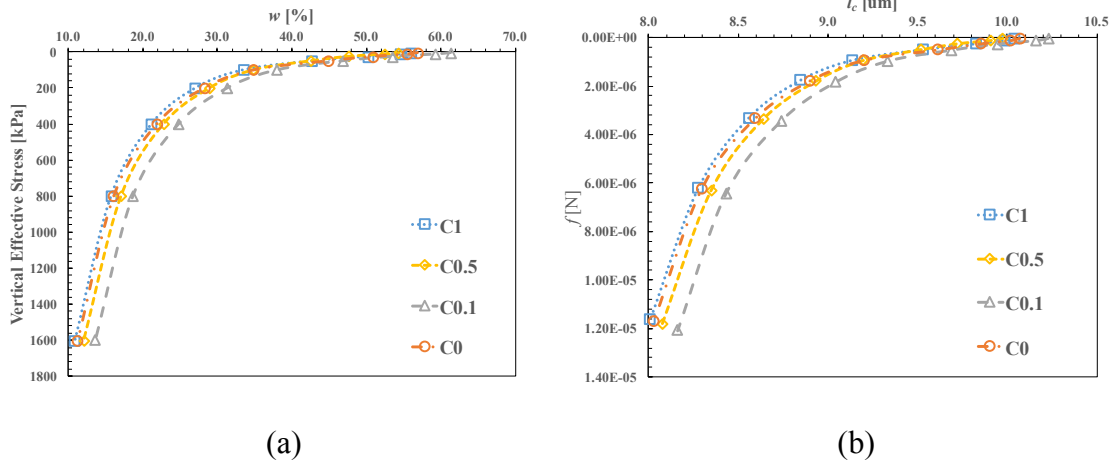 w [%]
10.0 20.0 30.0 40.0 50.0 60.0 70.0
0
200
400
600
800
1000
1200
1400
1600
1800
Vertical Effective Stress [kPa]
C1
C0.5
C0.1
C0
(a)
l_c [um]
8.0 8.5 9.0 9.5 10.0 10.5
0.00E+00
2.00E-06
4.00E-06
6.00E-06
8.00E-06
1.00E-05
1.20E-05
1.40E-05
f [N]
C1
C0.5
C0.1
C0
(b)